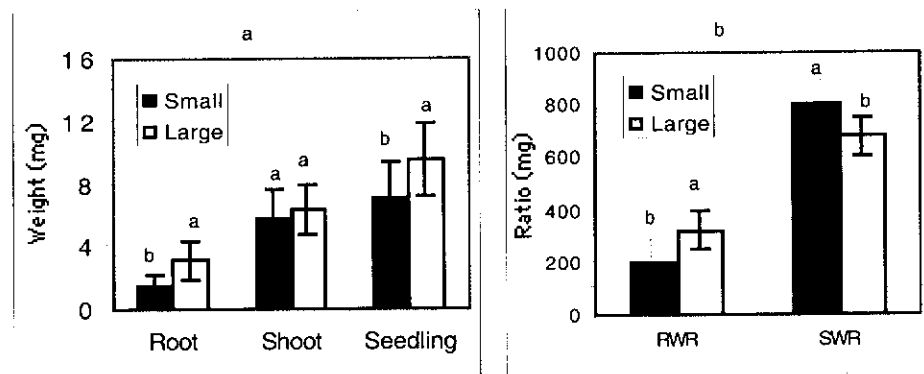 a
16
12
8
4
0
Weight (mg)
Small
Large
b
a
a
a
b
a
Root Shoot Seedling
b
1000
800
600
400
200
0
Ratio (mg)
Small
Large
b
a
a
b
RWR SWR